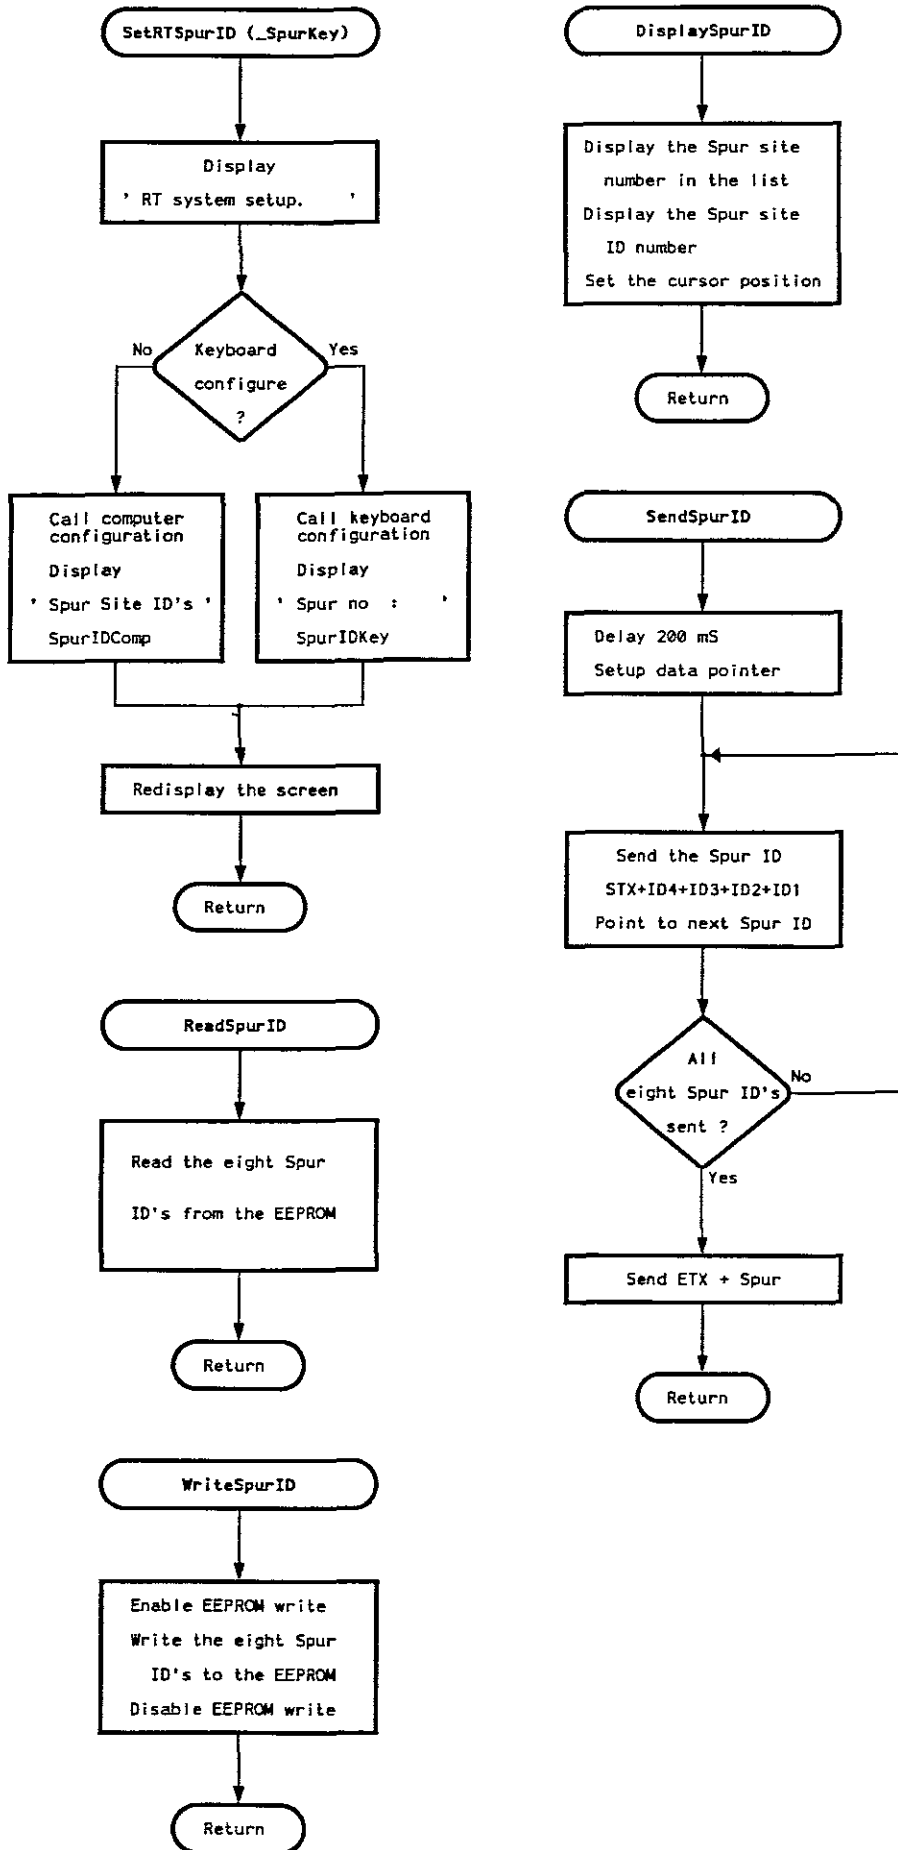 SetRTSpurID (_SpurKey)
Display
' RT system setup. '
Keyboard
configure
?
No
Yes
Call computer
configuration
Display
' Spur Site ID's '
SpurIDComp
Call keyboard
configuration
Display
' Spur no : '
SpurIDKey
Redisplay the screen
Return
ReadSpurID
Read the eight Spur
ID's from the EEPROM
Return
WriteSpurID
Enable EEPROM write
Write the eight Spur
ID's to the EEPROM
Disable EEPROM write
Return
DisplaySpurID
Display the Spur site
number in the list
Display the Spur site
ID number
Set the cursor position
Return
SendSpurID
Delay 200 mS
Setup data pointer
Send the Spur ID
STX+ID4+ID3+ID2+ID1
Point to next Spur ID
All
eight Spur ID's
sent ?
No
Yes
Send ETX + Spur
Return